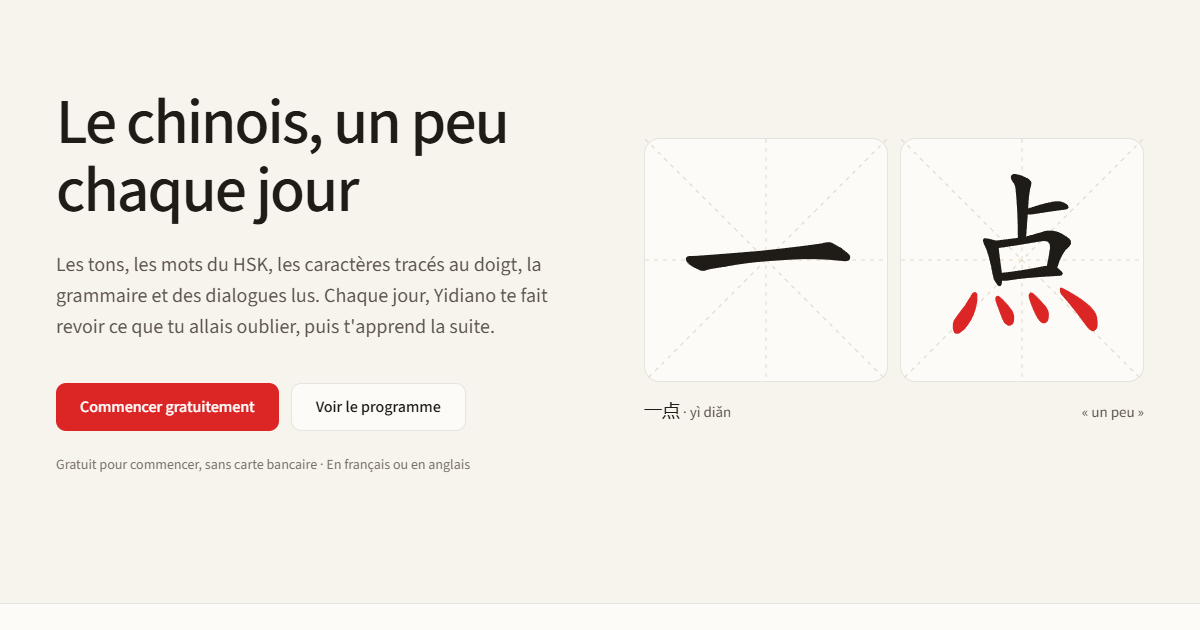 Le chinois, un peu
chaque jour
Les tons, les mots du HSK, les caractères tracés au doigt, la
grammaire et des dialogues lus. Chaque jour, Yidiano te fait
revoir ce que tu allais oublier, puis t'apprend la suite.
Commencer gratuitement
Voir le programme
Gratuit pour commencer, sans carte bancaire · En français ou en anglais
一点
一点 · yì diǎn
« un peu »